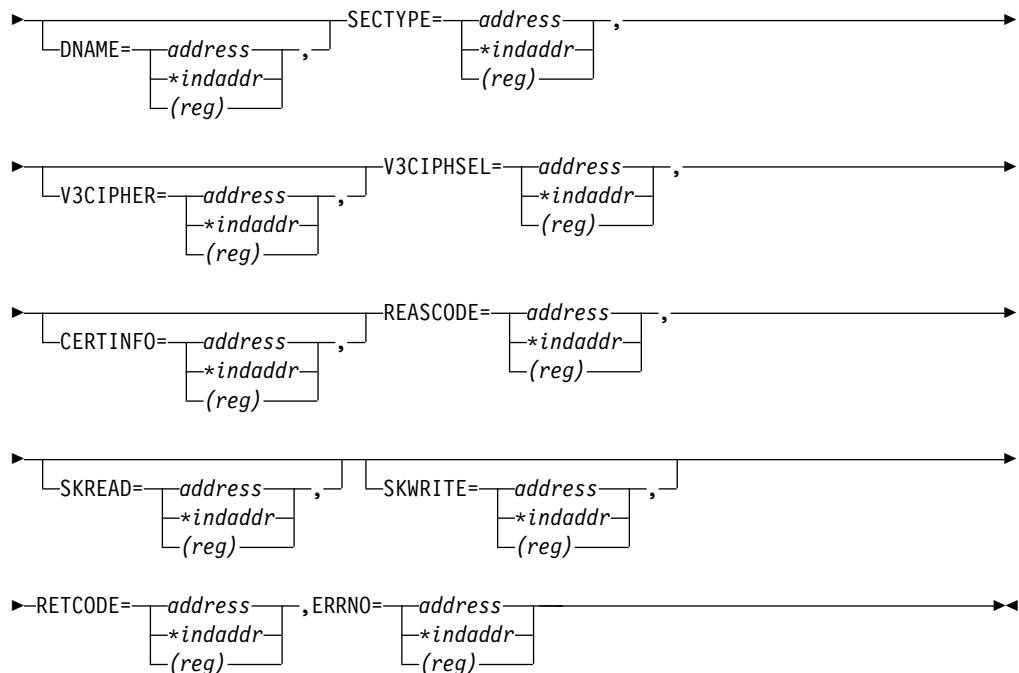 SECTYPE= address ,
DNAME= address , *indaddr
*indaddr (reg)
(reg)
V3CIPHSEL= address ,
V3CIPHER= address , *indaddr
*indaddr (reg)
(reg)
REASCODE= address ,
CERTINFO= address , *indaddr
*indaddr (reg)
(reg)
SKREAD= address , SKWRITE= address ,
*indaddr *indaddr
(reg) (reg)
RETCODE= address ,ERRNO= address
*indaddr *indaddr
(reg) (reg)